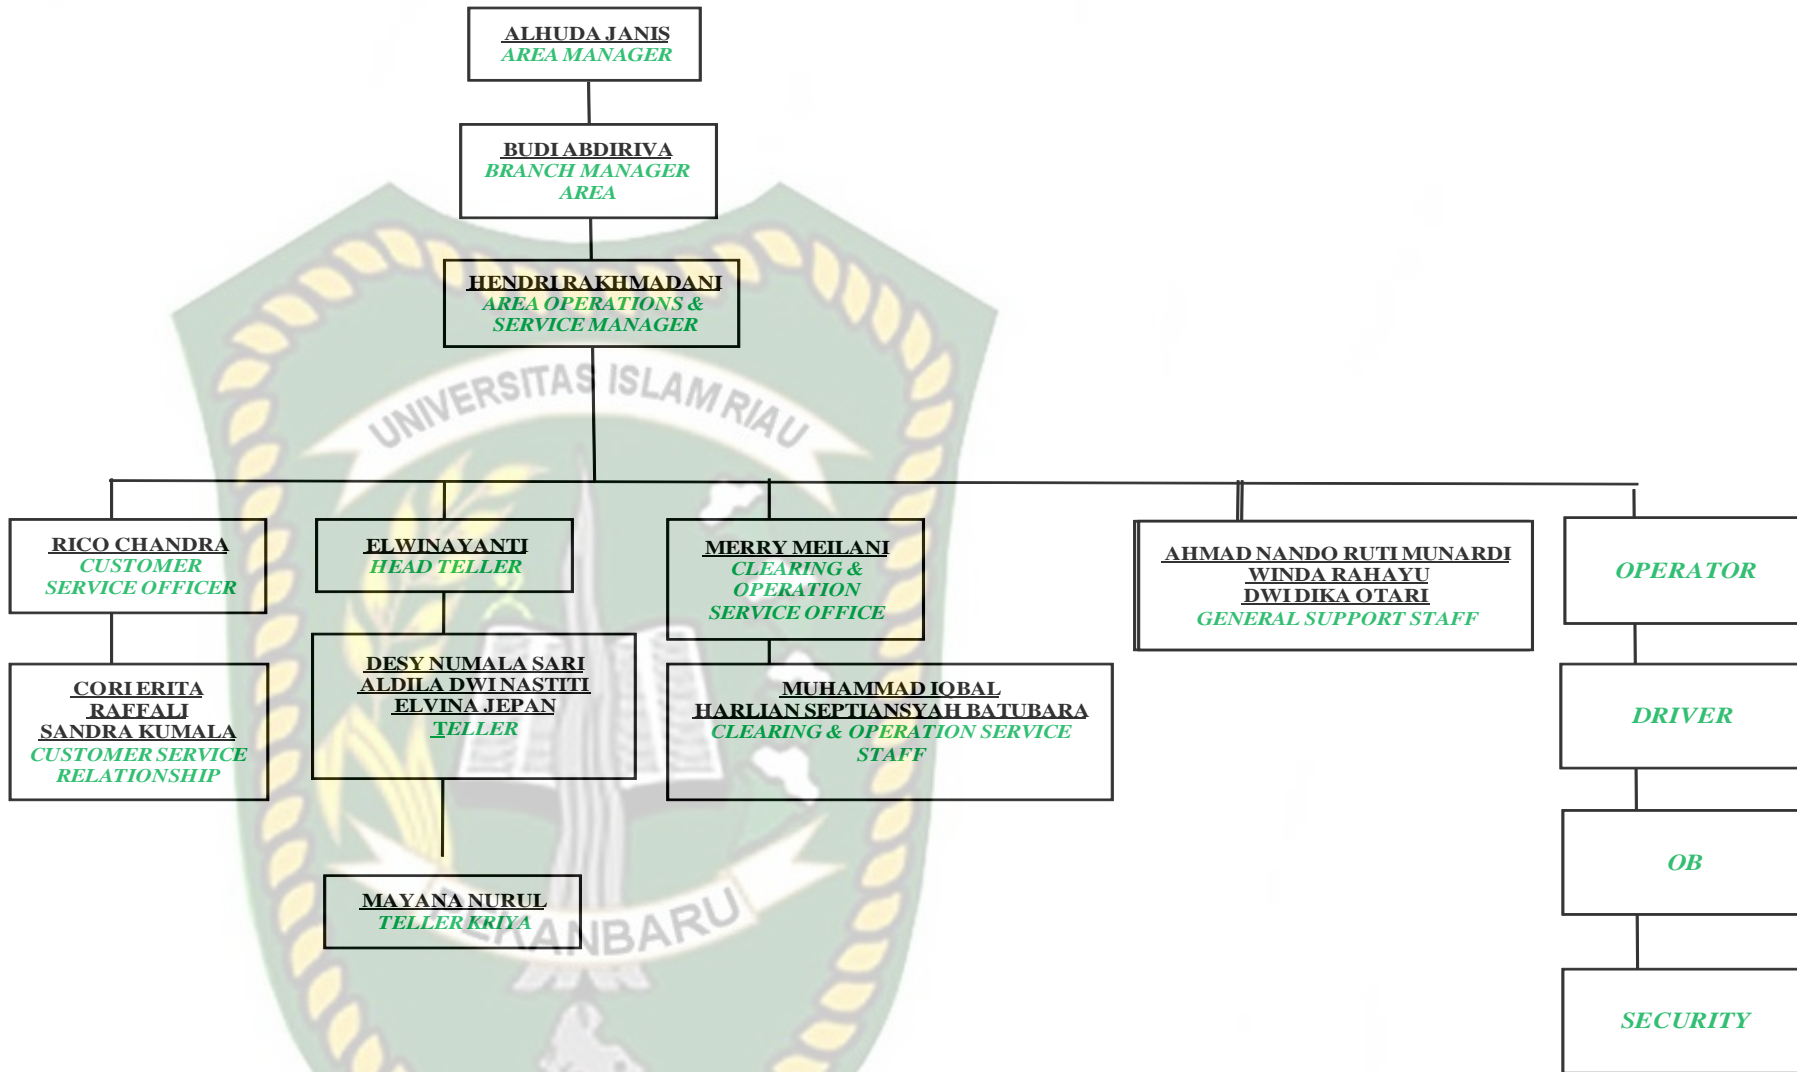 ALHUDA JANIS
AREA MANAGER
BUDI ABDIRIVA
BRANCH MANAGER
AREA
HENDRI RAKHMADANI
AREA OPERATIONS &
SERVICE MANAGER
UNIVERSITAS ISLAM RIAU
RICO CHANDRA
CUSTOMER
SERVICE OFFICER
ELWINAYANTI
HEAD TELLER
MERRY MEILANI
CLEARING &
OPERATION
SERVICE OFFICE
AHMAD NANDO RUTI MUNARDI
WINDA RAHAYU
DWI DIKA OTARI
GENERAL SUPPORT STAFF
OPERATOR
CORI ERITA
RAFFALI
SANDRA KUMALA
CUSTOMER SERVICE
RELATIONSHIP
DESY NUMALA SARI
ALDILA DWI NASTITI
ELVINA JEPAN
TELLER
MUHAMMAD IQBAL
HARLIAN SEPTIANSYAH BATUBARA
CLEARING & OPERATION SERVICE
STAFF
DRIVER
OB
MAYANA NURUL
TELLER KRIYA
PEKANBARU
SECURITY